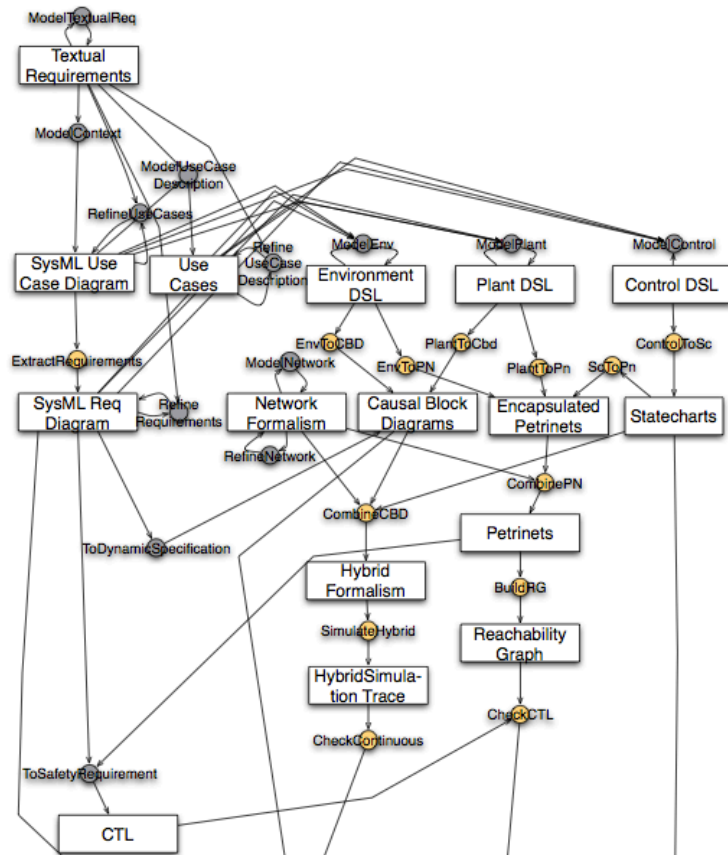 ModelTextualReq
Textual
Requirements
ModelContext
ModelUseCase
Description
RefineUseCases
SysML Use
Case Diagram
Use
Cases
Refine
UseCase
Description
ModelEnv
ModelPlant
ModelControl
Environment
DSL
Plant DSL
Control DSL
ExtractRequirements
EnvToCBD
PlantToCbd
ControlToSc
ModelNetwork
EnvToPN
PlantToPn
ScToPn
SysML Req
Diagram
Refine
Requirements
Network
Formalism
Causal Block
Diagrams
Encapsulated
Petrinets
Statecharts
RefineNetwork
CombinePN
CombineCBD
ToDynamicSpecification
Petrinets
Hybrid
Formalism
BuildRG
SimulateHybrid
Reachability
Graph
HybridSimula-
tion Trace
CheckCTL
CheckContinuous
ToSafetyRequirement
CTL